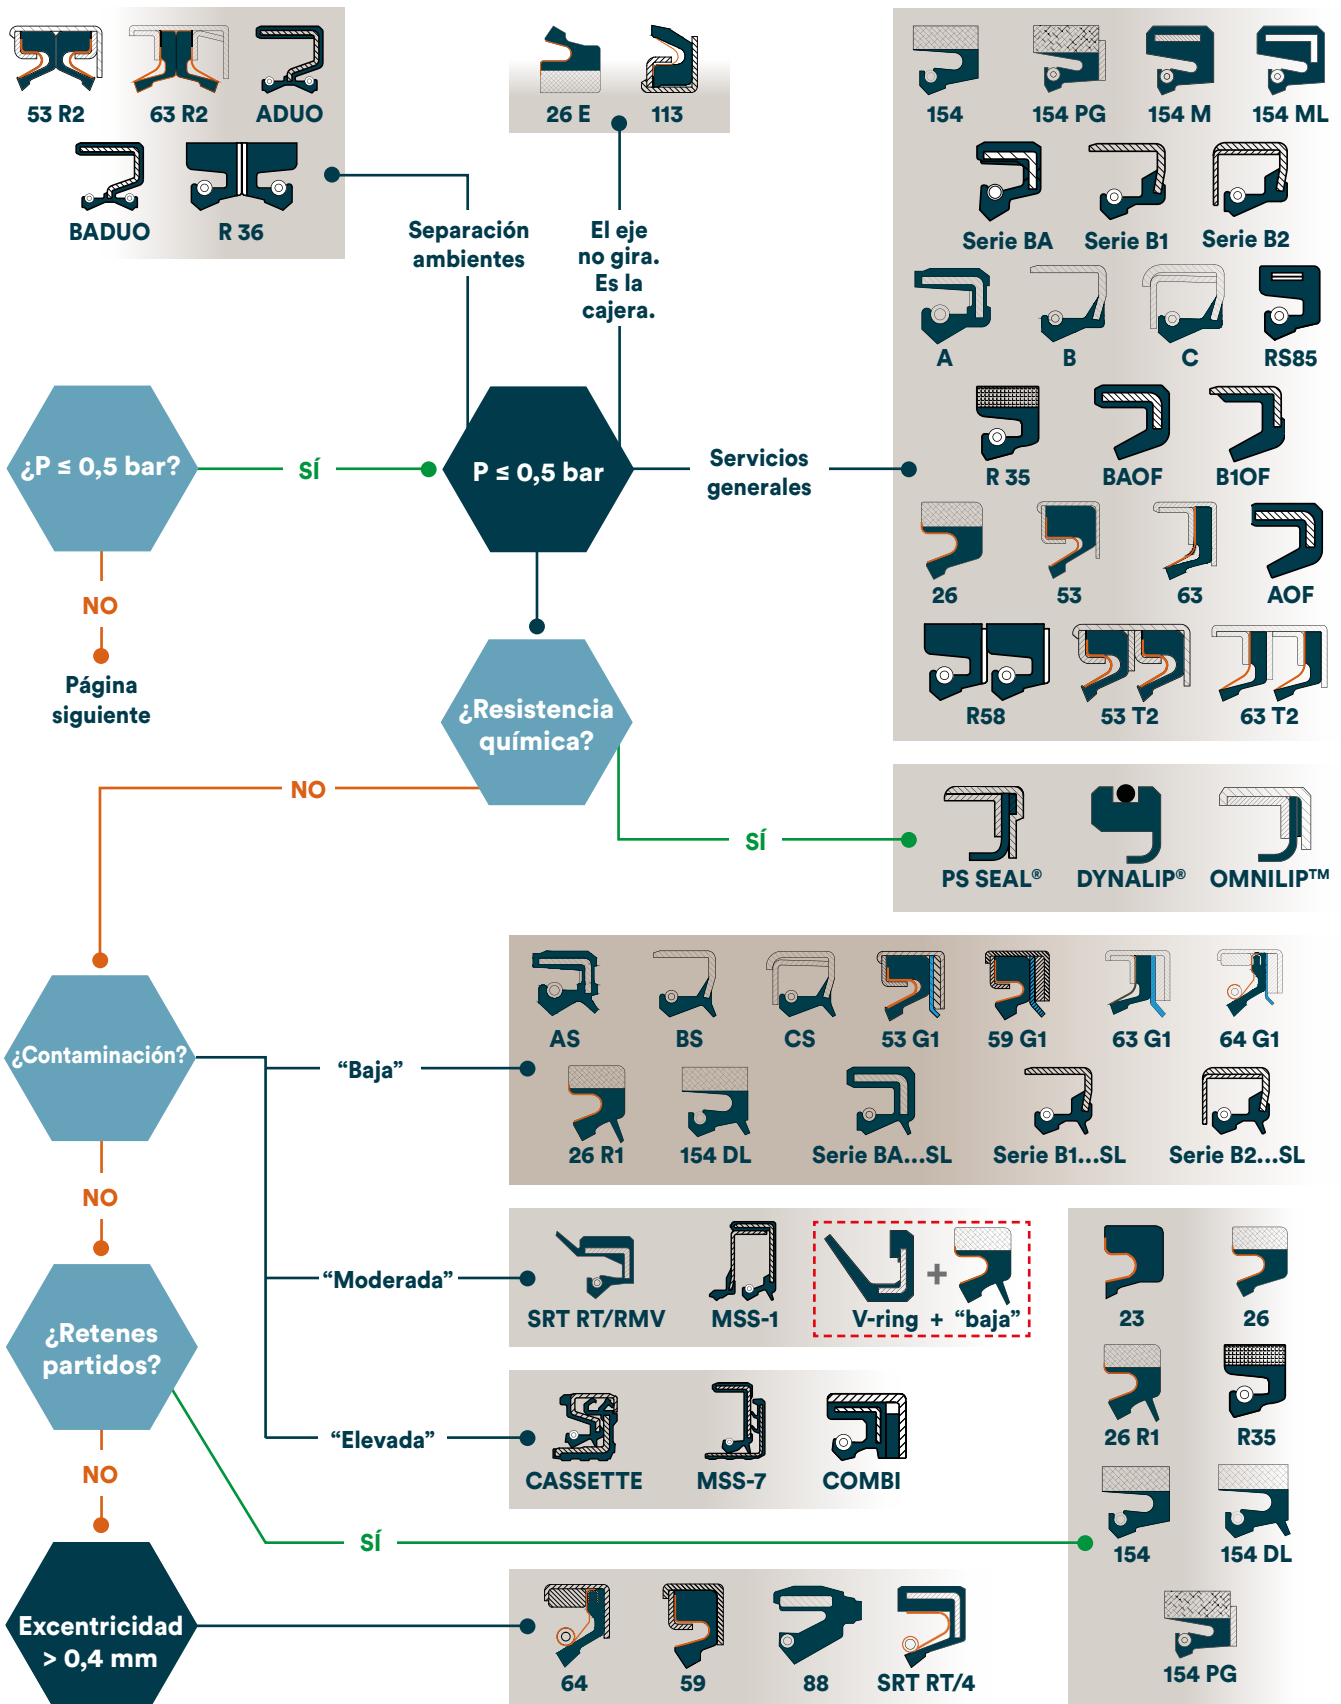 53 R2
63 R2
ADUO
BADUO
R 36
26 E
113
154
154 PG
154 M
154 ML
Serie BA
Serie B1
Serie B2
A
B
C
RS85
R 35
BAOF
B1OF
26
53
63
AOF
R58
53 T2
63 T2
Separación
ambientes
El eje
no gira.
Es la
cajera.
¿P ≤ 0,5 bar?
SÍ
P ≤ 0,5 bar
Servicios
generales
NO
Página
siguiente
¿Resistencia
química?
NO
SÍ
PS SEAL®
DYNALIP®
OMNILIP™
¿Contaminación?
“Baja”
AS
BS
CS
53 G1
59 G1
63 G1
64 G1
26 R1
154 DL
Serie BA...SL
Serie B1...SL
Serie B2...SL
NO
“Moderada”
SRT RT/RMV
MSS-1
+
V-ring + “baja”
¿Retenes
partidos?
“Elevada”
CASSETTE
MSS-7
COMBI
NO
SÍ
23
26
26 R1
R35
154
154 DL
154 PG
Excentricidad
> 0,4 mm
64
59
88
SRT RT/4